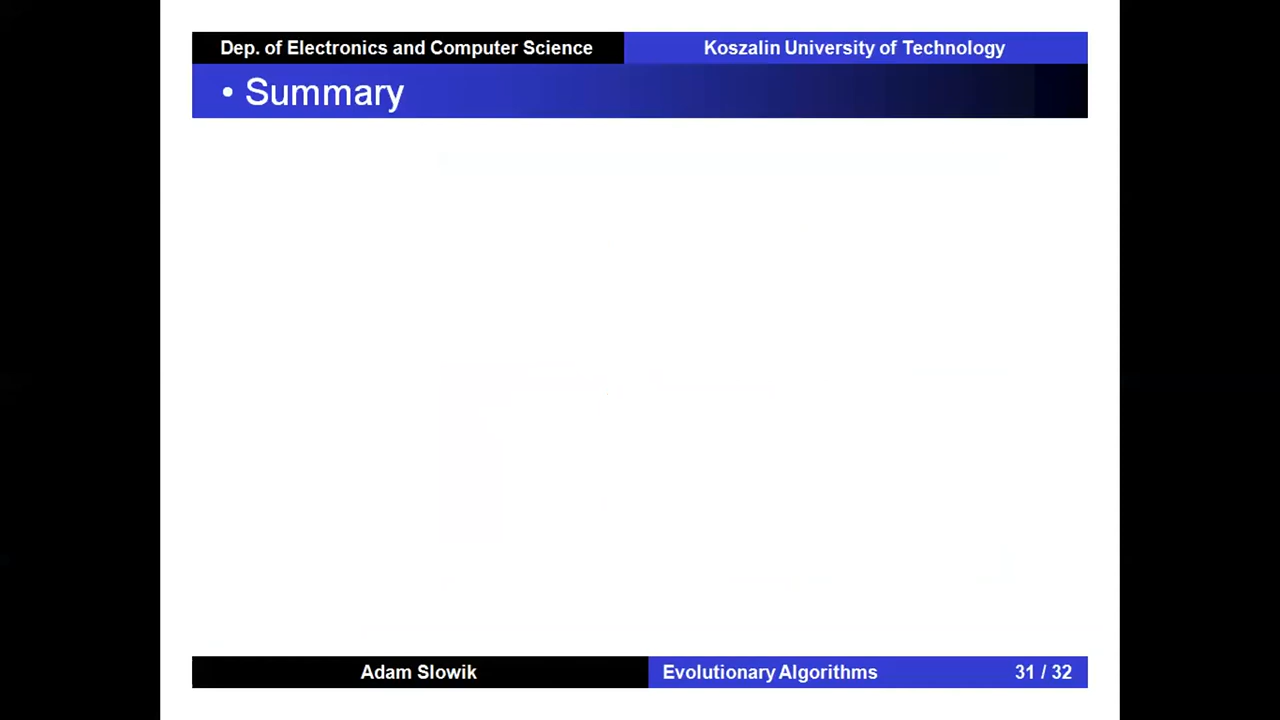 Dep. of Electronics and Computer Science Koszalin University of Technology
• Summary
Adam Slowik Evolutionary Algorithms 31 / 32